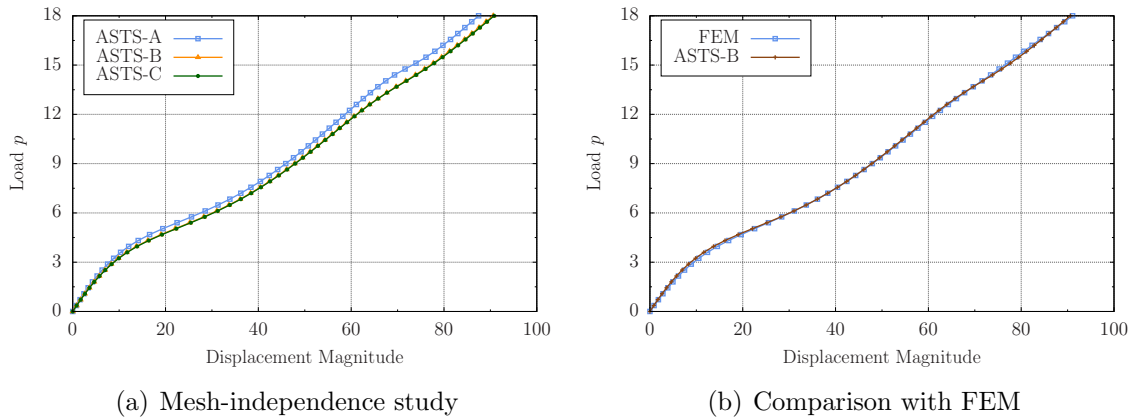 18
15
12
9
6
3
0
Load p
ASTS-A
ASTS-B
ASTS-C
0 20 40 60 80 100
Displacement Magnitude
(a) Mesh-independence study
18
15
12
9
6
3
0
Load p
FEM
ASTS-B
0 20 40 60 80 100
Displacement Magnitude
(b) Comparison with FEM